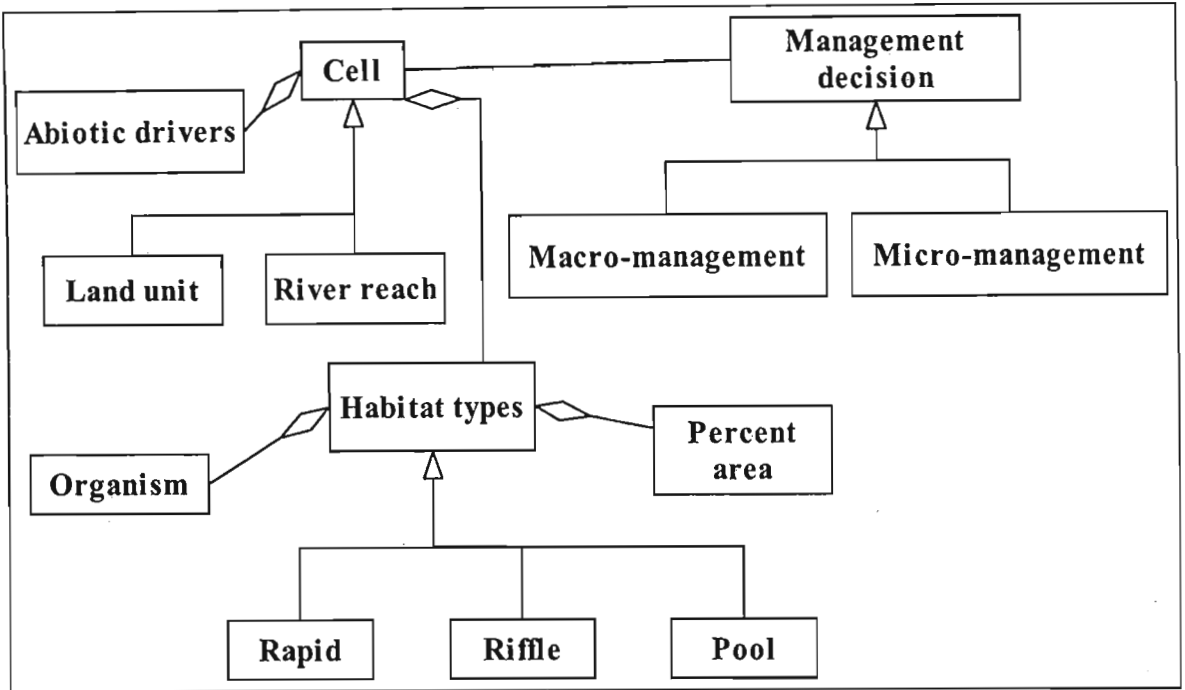 Cell
Management
decision
Abiotic drivers
Macro-management
Micro-management
Land unit
River reach
Habitat types
Percent
area
Organism
Rapid
Riffle
Pool